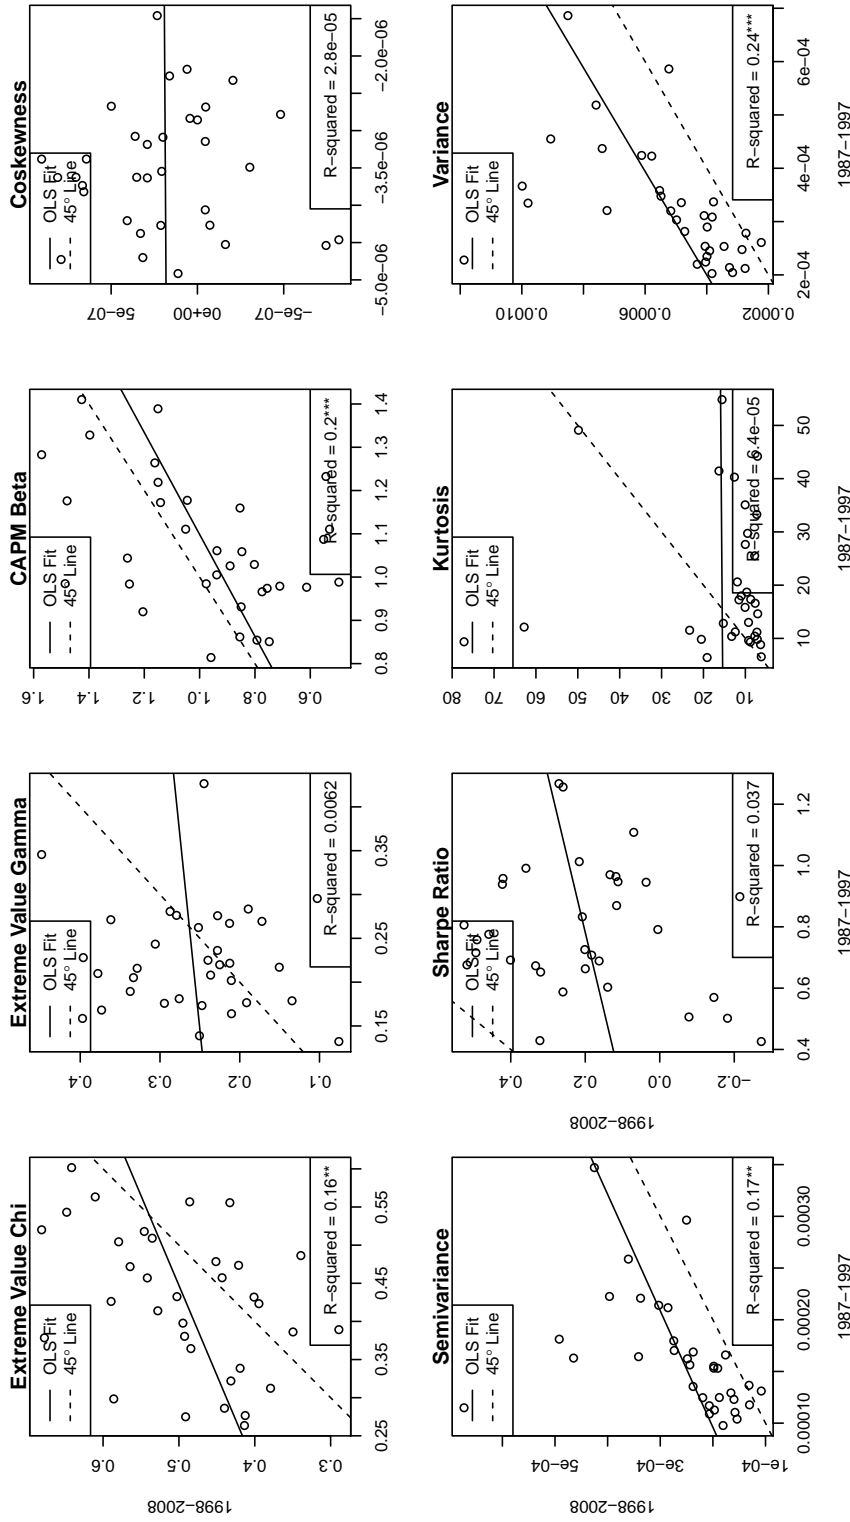 Extreme Value Chi
OLS Fit
45° Line
R−squared = 0.16**
1998−2008
0.6
0.5
0.4
0.3
0.25 0.35 0.45 0.55
Extreme Value Gamma
OLS Fit
45° Line
R−squared = 0.0062
0.4
0.3
0.2
0.1
0.15 0.25 0.35
CAPM Beta
OLS Fit
45° Line
R−squared = 0.2***
1.6
1.4
1.2
1.0
0.8
0.6
0.8 0.9 1.0 1.1 1.2 1.3 1.4
Coskewness
OLS Fit
45° Line
R−squared = 2.8e−05
5e−07
0e+00
−5e−07
−5.0e−06 −3.5e−06 −2.0e−06
Semivariance
OLS Fit
45° Line
R−squared = 0.17**
1998−2008
5e−04
3e−04
1e−04
0.00010 0.00020 0.00030
1987−1997
Sharpe Ratio
OLS Fit
45° Line
R−squared = 0.037
1998−2008
0.4
0.2
0.0
−0.2
0.4 0.6 0.8 1.0 1.2
1987−1997
Kurtosis
OLS Fit
45° Line
R−squared = 6.4e−05
80
70
60
50
40
30
20
10
10 20 30 40 50
1987−1997
Variance
OLS Fit
45° Line
R−squared = 0.24***
0.0010
0.0006
0.0002
2e−04 4e−04 6e−04
1987−1997